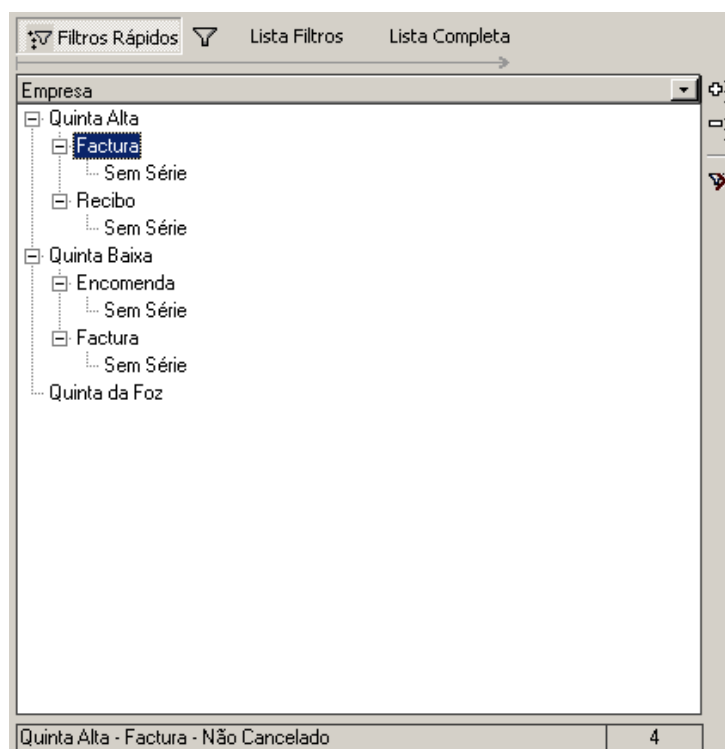 Filtros Rápidos Lista Filtros Lista Completa
Empresa
Quinta Alta
Factura
Sem Série
Recibo
Sem Série
Quinta Baixa
Encomenda
Sem Série
Factura
Sem Série
Quinta da Foz
Quinta Alta - Factura - Não Cancelado 4